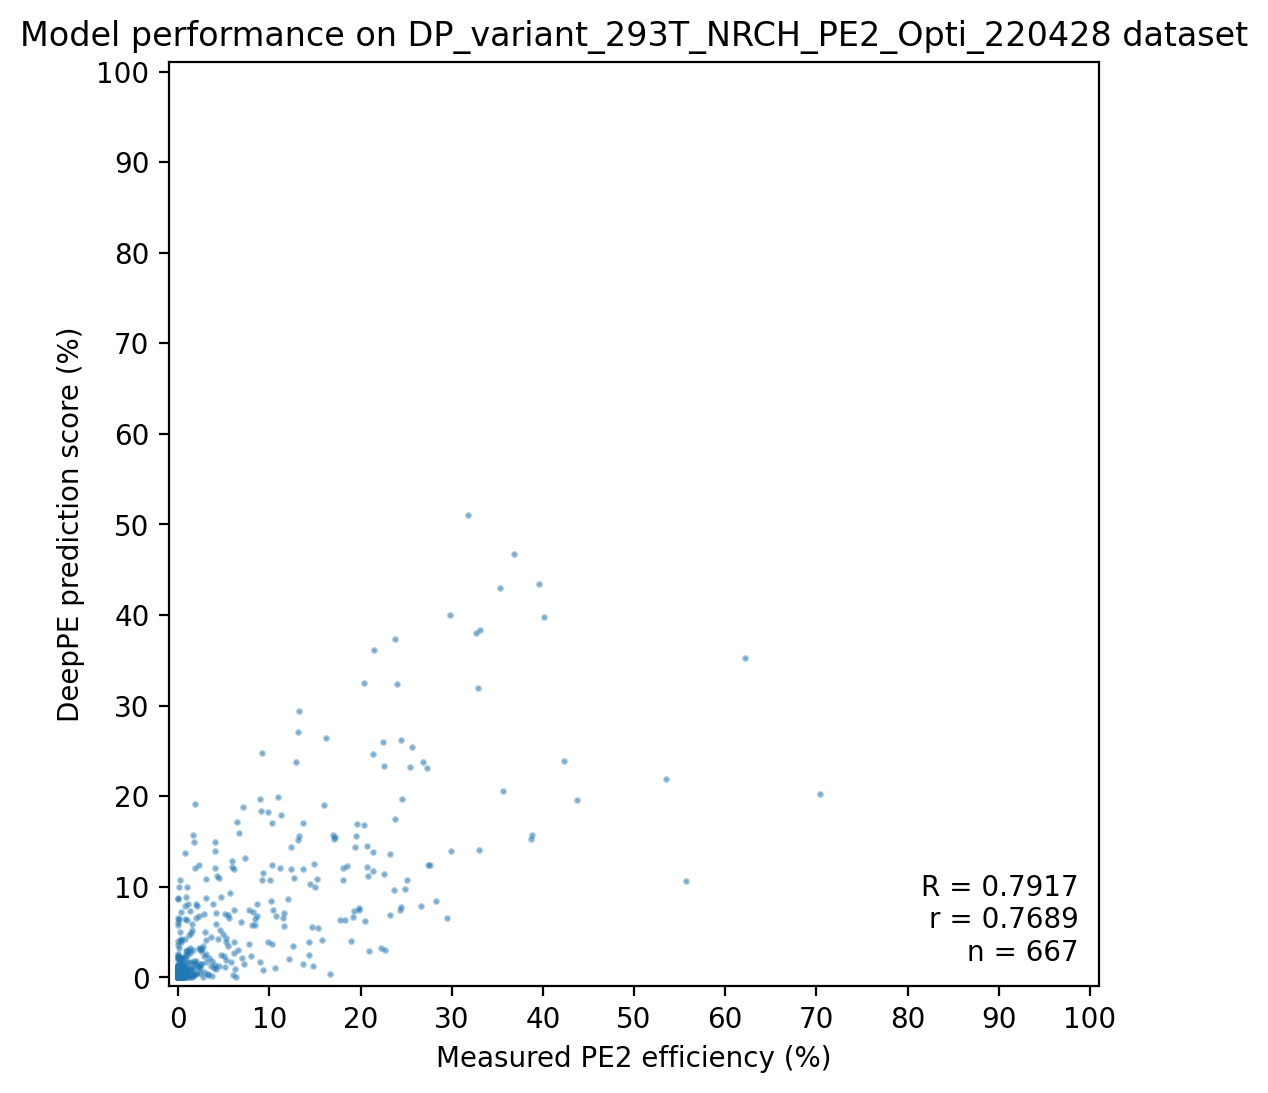 Model performance on DP_variant_293T_NRCH_PE2_Opti_220428 dataset
100
90
80
70
60
50
40
30
20
10
0
DeepPE prediction score (%)
R = 0.7917
r = 0.7689
n = 667
0 10 20 30 40 50 60 70 80 90 100
Measured PE2 efficiency (%)